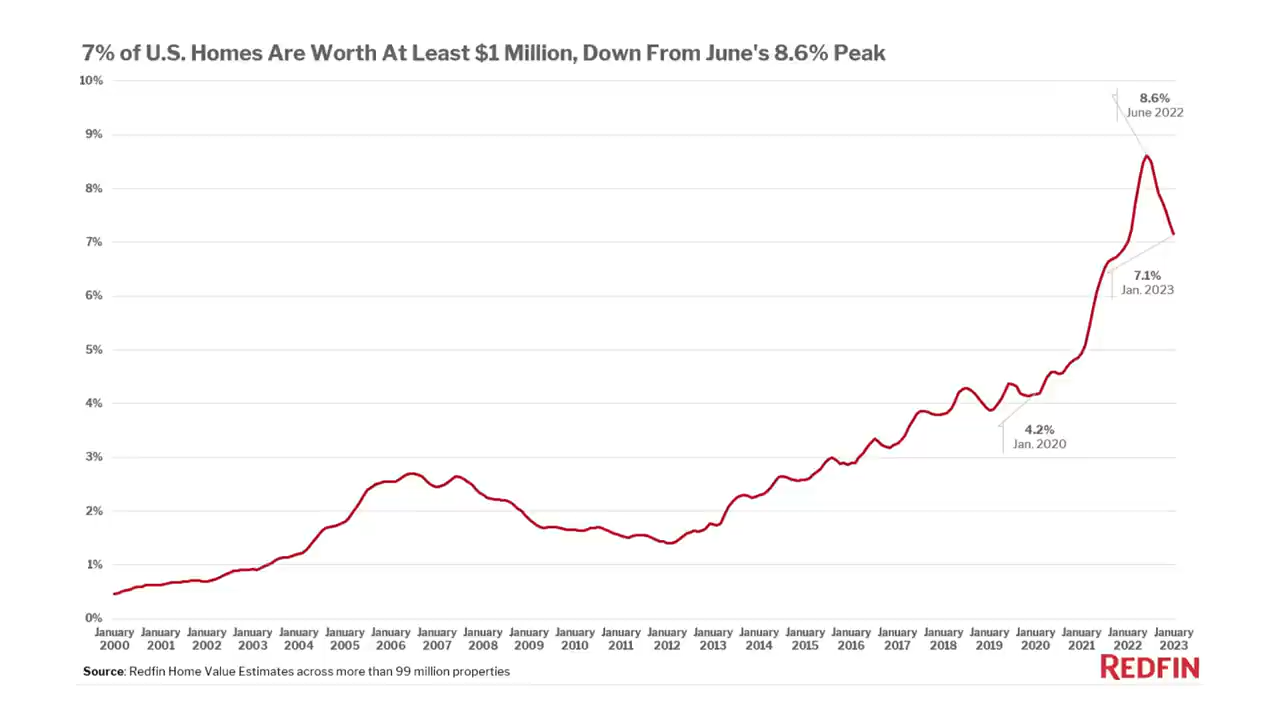 7% of U.S. Homes Are Worth At Least $1 Million, Down From June's 8.6% Peak
10%
9%
8%
7%
6%
5%
4%
3%
2%
1%
0%
8.6%
June 2022
7.1%
Jan. 2023
4.2%
Jan. 2020
January January January January January January January January January January January January January January January January January January January January January January January January
2000 2001 2002 2003 2004 2005 2006 2007 2008 2009 2010 2011 2012 2013 2014 2015 2016 2017 2018 2019 2020 2021 2022 2023
Source: Redfin Home Value Estimates across more than 99 million properties
REDFIN